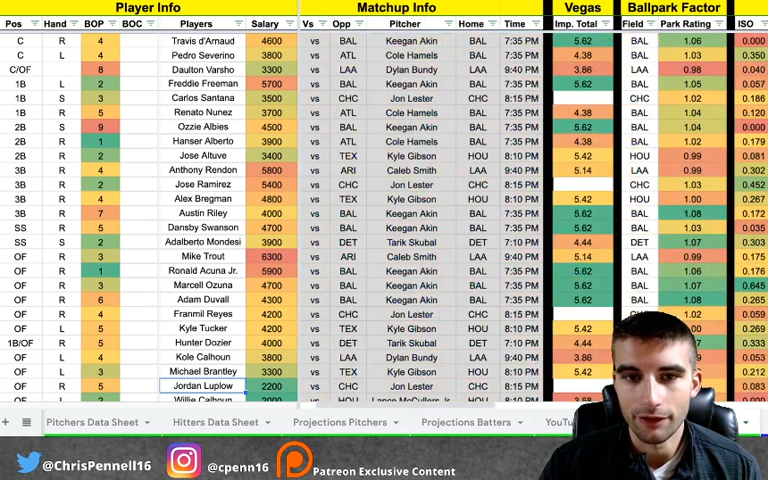 Player Info Matchup Info Vegas Ballpark Factor
Pos Hand BOP BOC Players Salary Vs Opp Pitcher Home Time Imp. Total Field Park Rating ISO
C R 4 Travis d'Arnaud 4600 vs BAL Keegan Akin BAL 7:35 PM 5.62 BAL 1.06 0.000
C L 4 Pedro Severino 3800 vs ATL Cole Hamels BAL 7:35 PM 4.38 BAL 1.03 0.350
C/OF 8 Daulton Varsho 3300 vs LAA Dylan Bundy LAA 9:40 PM 3.86 LAA 0.98 0.040
1B L 2 Freddie Freeman 5700 vs BAL Keegan Akin BAL 7:35 PM 5.62 BAL 1.05 0.057
1B S 3 Carlos Santana 3500 vs CHC Jon Lester CHC 8:15 PM CHC 1.02 0.186
1B R 5 Renato Nunez 3700 vs ATL Cole Hamels BAL 7:35 PM 4.38 BAL 1.04 0.120
2B S 9 Ozzie Albies 4500 vs BAL Keegan Akin BAL 7:35 PM 5.62 BAL 1.04 0.000
2B R 1 Hanser Alberto 3900 vs ATL Cole Hamels BAL 7:35 PM 4.38 BAL 1.02 0.179
2B R 2 Jose Altuve 3400 vs TEX Kyle Gibson HOU 8:10 PM 5.42 HOU 0.99 0.081
3B R 4 Anthony Rendon 5800 vs ARI Caleb Smith LAA 9:40 PM 5.14 LAA 0.99 0.302
3B R 2 Jose Ramirez 5400 vs CHC Jon Lester CHC 8:15 PM CHC 1.03 0.452
3B R 4 Alex Bregman 4800 vs TEX Kyle Gibson HOU 8:10 PM 5.42 HOU 1.00 0.267
3B R 7 Austin Riley 4000 vs BAL Keegan Akin BAL 7:35 PM 5.62 BAL 1.08 0.172
SS R 5 Dansby Swanson 4700 vs BAL Keegan Akin BAL 7:35 PM 5.62 BAL 1.03 0.035
SS S 2 Adalberto Mondesi 3900 vs DET Tarik Skubal DET 7:10 PM 4.44 DET 1.07 0.303
OF R 3 Mike Trout 6300 vs ARI Caleb Smith LAA 9:40 PM 5.14 LAA 0.99 0.175
OF R 1 Ronald Acuna Jr. 5900 vs BAL Keegan Akin BAL 7:35 PM 5.62 BAL 1.06 0.176
OF R 3 Marcell Ozuna 4700 vs BAL Keegan Akin BAL 7:35 PM 5.62 BAL 1.07 0.645
OF R 6 Adam Duvall 4300 vs BAL Keegan Akin BAL 7:35 PM 5.62 BAL 1.08 0.265
OF R 4 Franmil Reyes 4200 vs CHC Jon Lester CHC 8:15 PM 1.02 0.059
OF L 5 Kyle Tucker 4200 vs TEX Kyle Gibson HOU 8:10 PM 5.42 0.269
1B/OF R 5 Hunter Dozier 4000 vs DET Tarik Skubal DET 7:10 PM 4.44 0.333
OF L 4 Kole Calhoun 3800 vs LAA Dylan Bundy LAA 9:40 PM 3.86 0.053
OF L 3 Michael Brantley 3300 vs TEX Kyle Gibson HOU 8:10 PM 5.42 0.212
OF R 5 Jordan Luplow 2200 vs CHC Jon Lester CHC 8:15 PM 0.083
OF L Willie Calhoun 2000 vs HOU Lance McCullers Jr. HOU 8:10 PM 3.58 0.000
+ Pitchers Data Sheet Hitters Data Sheet Projections Pitchers Projections Batters
@ChrisPennell16 @cpenn16 Patreon Exclusive Content